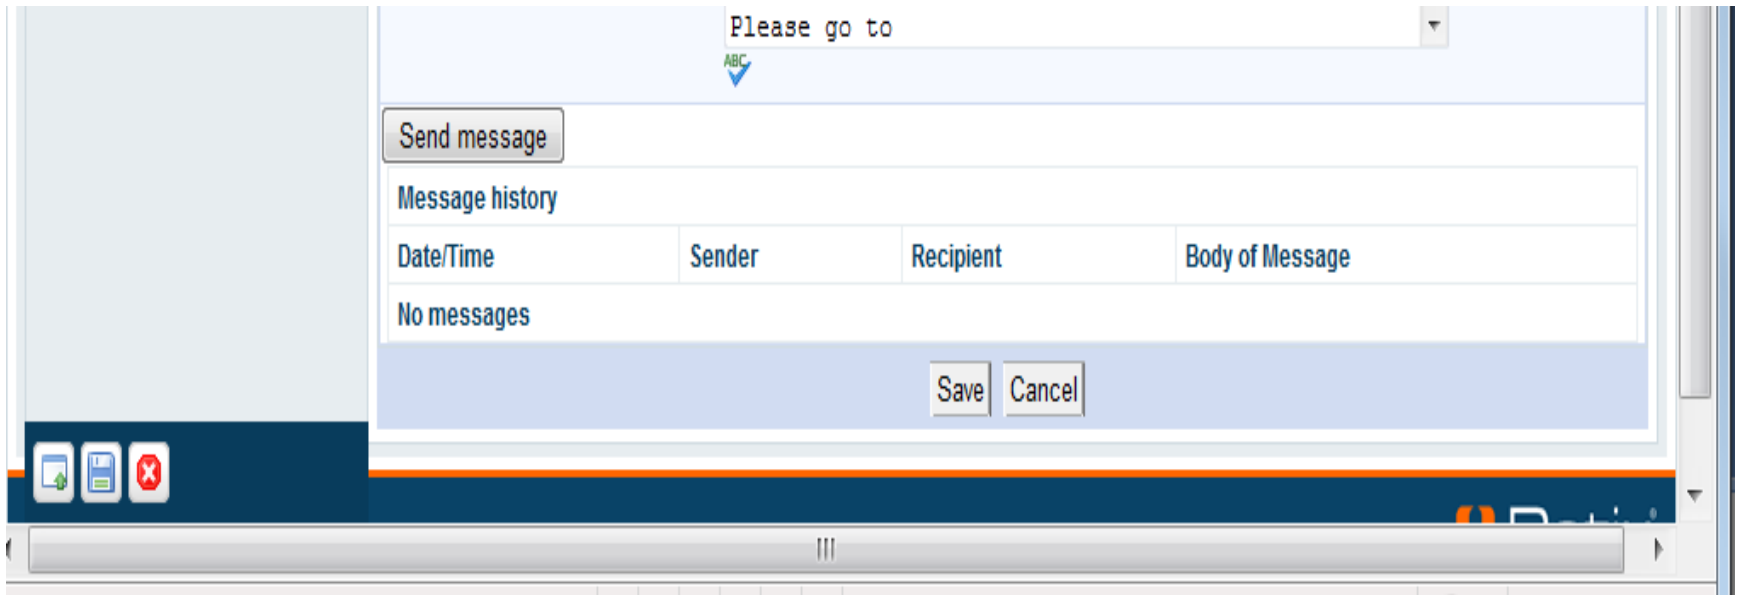 Please go to
ABC
Send message
Message history
Date/Time Sender Recipient Body of Message
No messages
Save Cancel